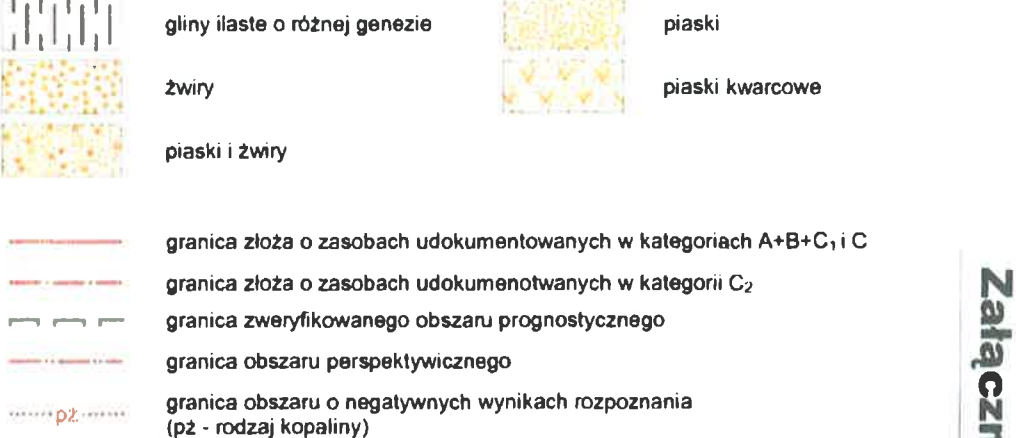 gliny ilaste o różnej genezie
piaski
żwiry
piaski kwarcowe
piaski i żwiry
granica złoża o zasobach udokumentowanych w kategoriach A+B+C₁ i C
granica złoża o zasobach udokumenotwanych w kategorii C₂
granica zweryfikowanego obszaru prognostycznego
granica obszaru perspektywicznego
pż
granica obszaru o negatywnych wynikach rozpoznania
(pż - rodzaj kopaliny)